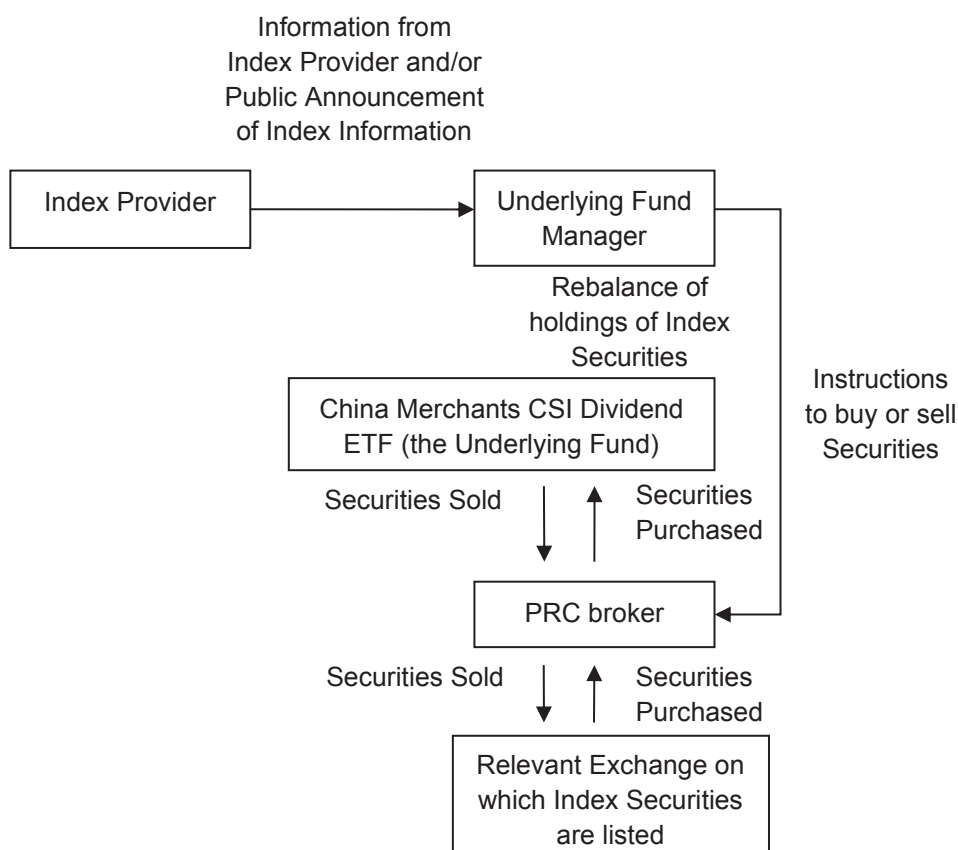 Information from
Index Provider and/or
Public Announcement
of Index Information
Index Provider
Underlying Fund
Manager
Rebalance of
holdings of Index
Securities
Instructions
to buy or sell
Securities
China Merchants CSI Dividend
ETF (the Underlying Fund)
Securities Sold
Securities
Purchased
PRC broker
Securities Sold
Securities
Purchased
Relevant Exchange on
which Index Securities
are listed